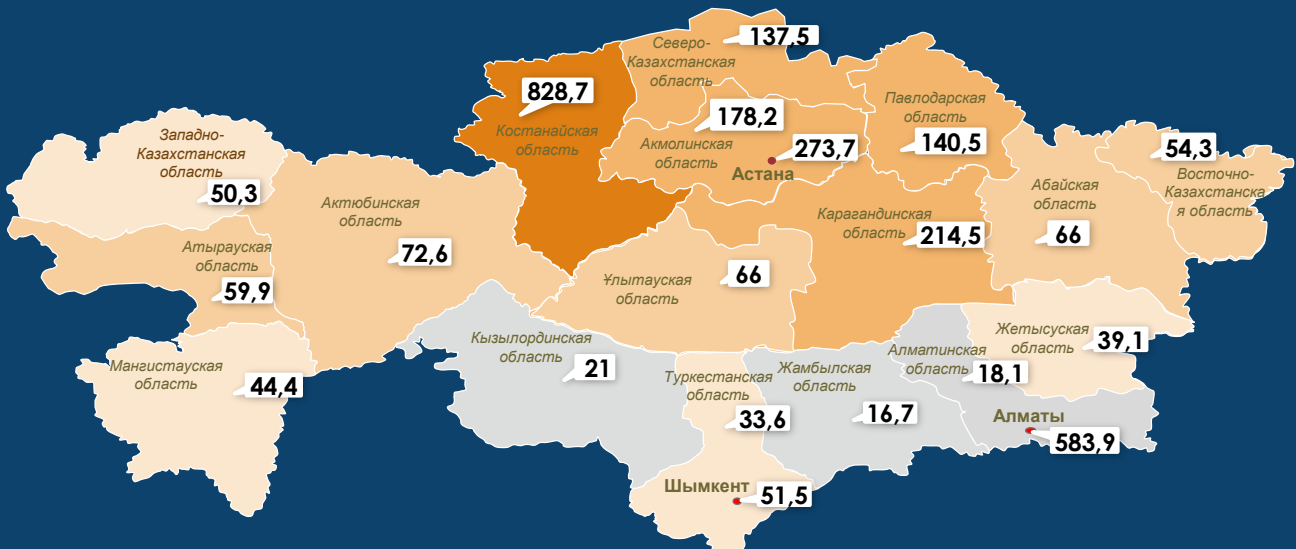 Северо-
Казахстанская
область
137,5
828,7
Костанайская
область
Павлодарская
область
140,5
178,2
Акмолинская
область
273,7
Астана
Западно-
Казахстанская
область
50,3
54,3
Восточно-
Казахстанска
я область
Абайская
область
66
Актюбинская
область
72,6
Карагандинская
область
214,5
Атырауская
область
59,9
Ұлытауская
область
66
Жетысуская
область
39,1
Кызылординская
область
21
Алматинская
область
18,1
Мангистауская
область
44,4
Туркестанская
область
33,6
Жамбылская
область
16,7
Алматы
583,9
Шымкент
51,5